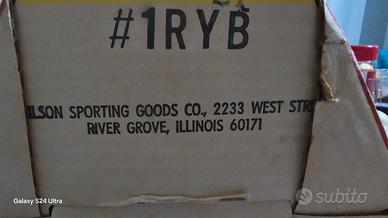 #1RYB
ILSON SPORTING GOODS CO., 2233 WEST STR
RIVER GROVE, ILLINOIS 60171
Galaxy S24 Ultra
subito